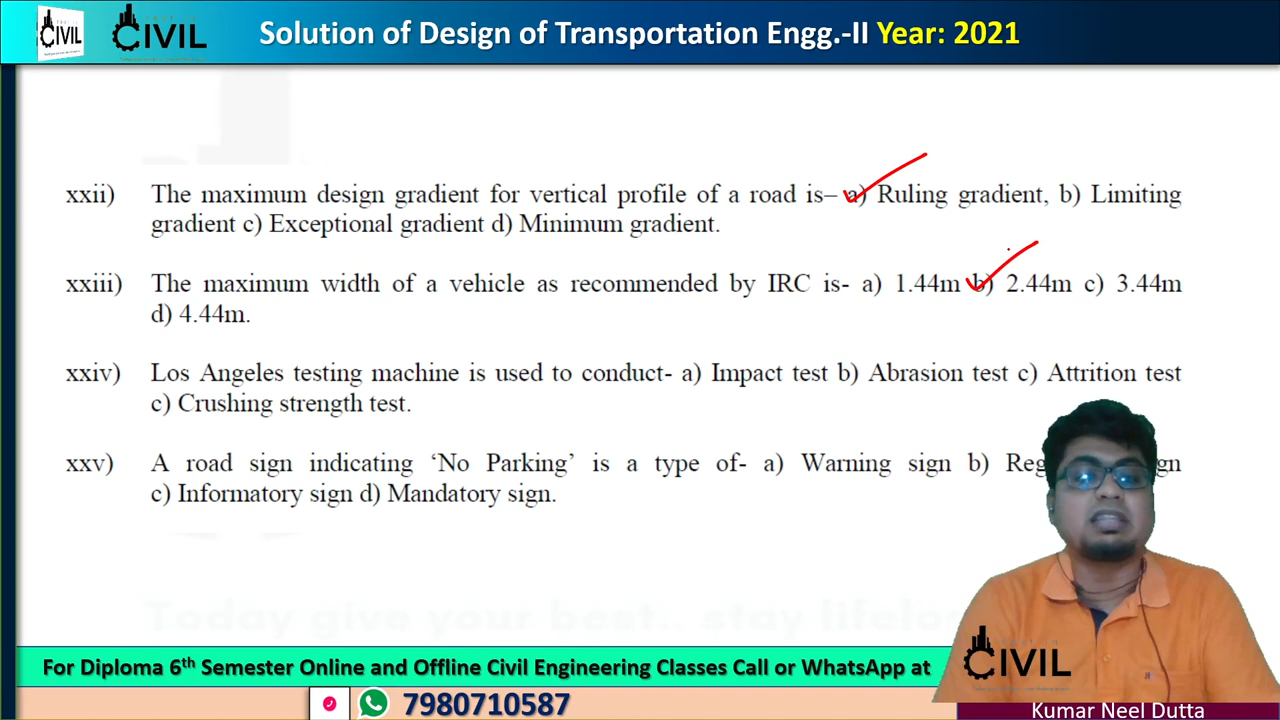 CIVIL
CIVIL
Solution of Design of Transportation Engg.-II Year: 2021
xxii) The maximum design gradient for vertical profile of a road is– a) Ruling gradient, b) Limiting
gradient c) Exceptional gradient d) Minimum gradient.
xxiii) The maximum width of a vehicle as recommended by IRC is- a) 1.44m b) 2.44m c) 3.44m
d) 4.44m.
xxiv) Los Angeles testing machine is used to conduct- a) Impact test b) Abrasion test c) Attrition test
c) Crushing strength test.
xxv) A road sign indicating ‘No Parking’ is a type of- a) Warning sign b)
c) Informatory sign d) Mandatory sign.
Today give your best.. stay
For Diploma 6th Semester Online and Offline Civil Engineering Classes Call or WhatsApp at
CIVIL
7980710587
Kumar Neel Dutta